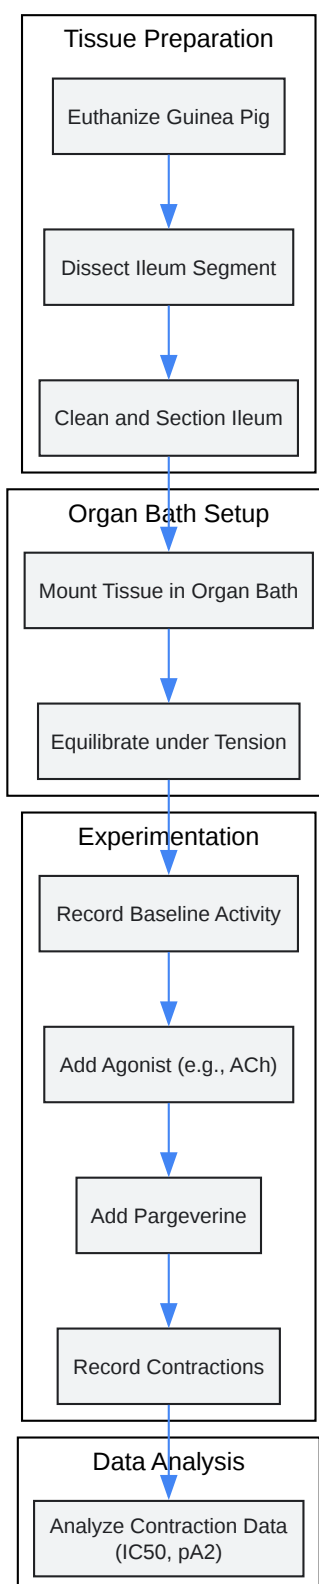 Tissue Preparation
Euthanize Guinea Pig
Dissect Ileum Segment
Clean and Section Ileum
Organ Bath Setup
Mount Tissue in Organ Bath
Equilibrate under Tension
Experimentation
Record Baseline Activity
Add Agonist (e.g., ACh)
Add Pargeverine
Record Contractions
Data Analysis
Analyze Contraction Data
(IC50, pA2)